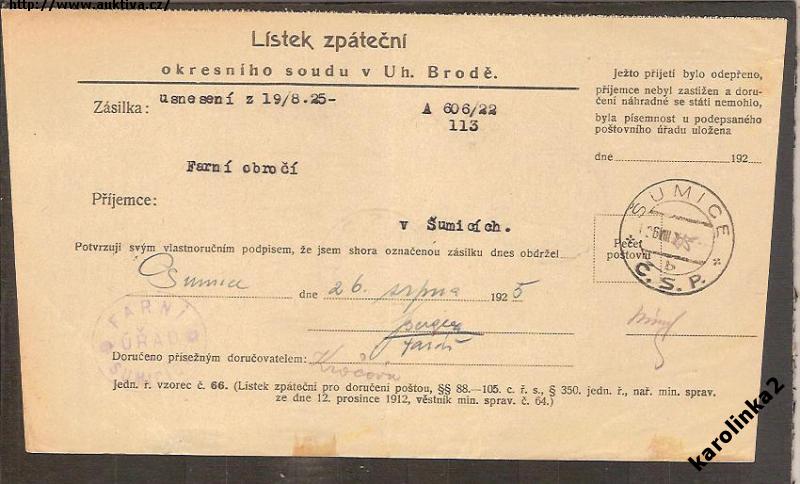 http://www.auktiva.cz/
Lístek zpáteční
okresního soudu v Uh. Brodě.
Zásilka: usnesení z 19/8.25- A 606/22
113
Farní obročí
Příjemce:
v Šumicích.
Ježto přijetí bylo odepřeno,
příjemce nebyl zastižen a doru-
čení náhradné se státi nemohlo,
byla písemnost u podepsaného
poštovního úřadu uložena
dne 192
Pečeť
poštovní
ŠUMICE
26 VIII
b
Č.S.P.
Potvrzuji svým vlastnoručním podpisem, že jsem shora označenou zásilku dnes obdržel
Šumice dne 26. srpna 1925
farář
FARNÍ
ÚŘAD
ŠUMICE
Doručeno přísežným doručovatelem:
Jedn. ř. vzorec č. 66. (Lístek zpáteční pro doručení poštou, §§ 88.—105. c. ř. s., § 350. jedn. ř., nař. min. sprav.
ze dne 12. prosince 1912, věstník min. sprav. č. 64.)
karolinka2